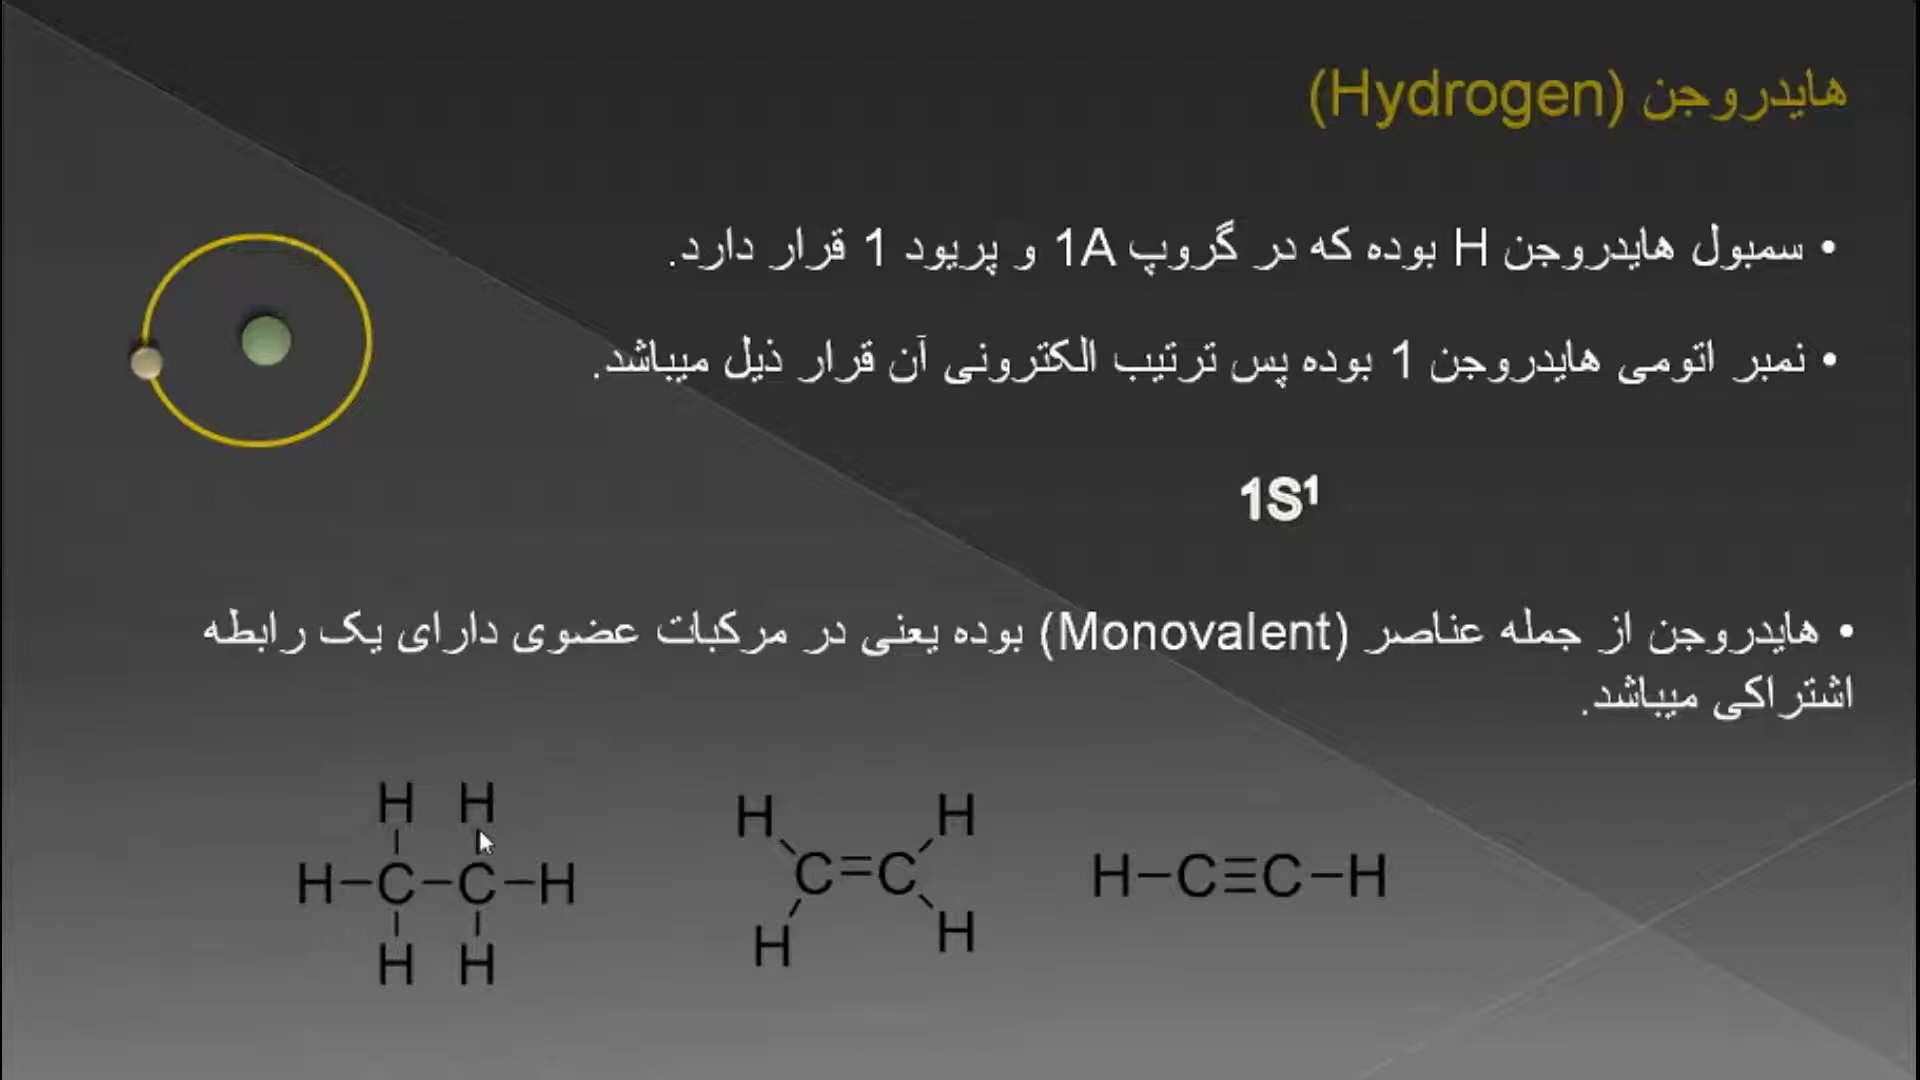 هایدروجن (Hydrogen)
• سمبول هایدروجن H بوده که در گروپ 1A و پریود 1 قرار دارد.
• نمبر اتومی هایدروجن 1 بوده پس ترتیب الکترونی آن قرار ذیل میباشد.
1S¹
• هایدروجن از جمله عناصر (Monovalent) بوده یعنی در مرکبات عضوی دارای یک رابطه
اشتراکی میباشد.
H H
H H
H–C≡C–H
H–C–C–H
C=C
H H
H H